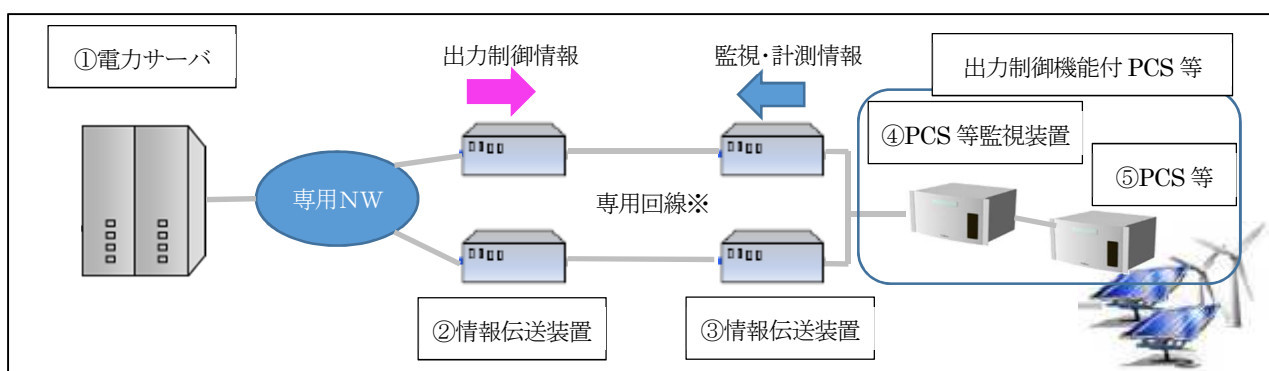 ①電力サーバ
出力制御情報
監視・計測情報
出力制御機能付 PCS 等
④PCS 等監視装置
⑤PCS 等
専用NW
専用回線※
②情報伝送装置
③情報伝送装置